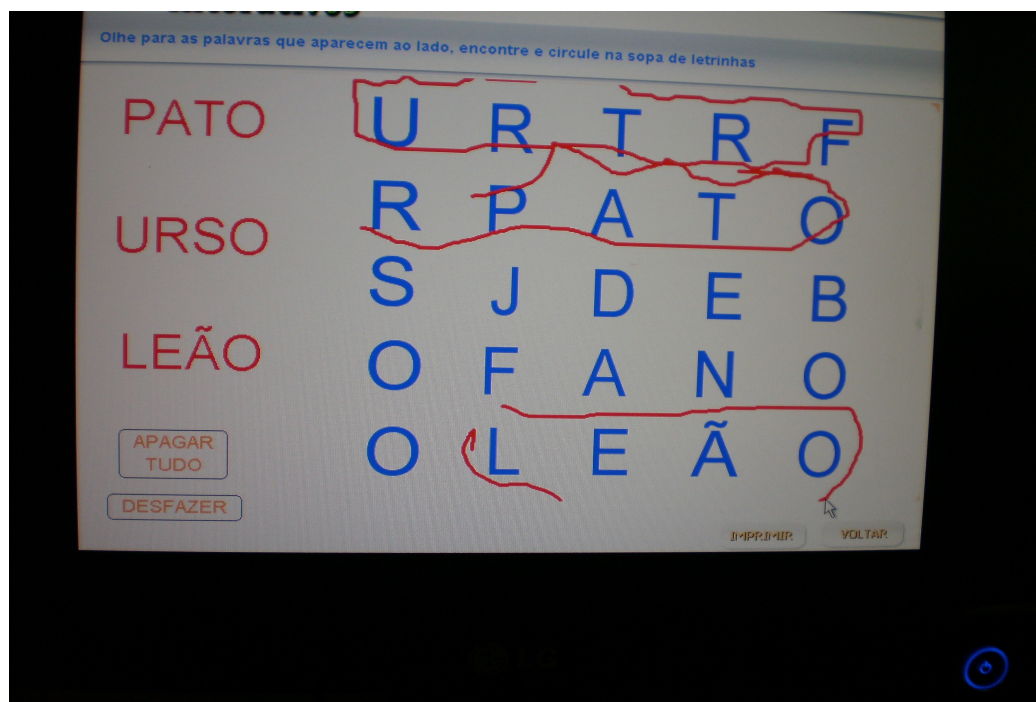 Olhe para as palavras que aparecem ao lado, encontre e circule na sopa de letrinhas
PATO
URSO
LEÃO
APAGAR
TUDO
DESFAZER
U R T R F
R P A T O
S J D E B
O F A N O
O L E Ã O
IMPRIMIR
VOLTAR
LG